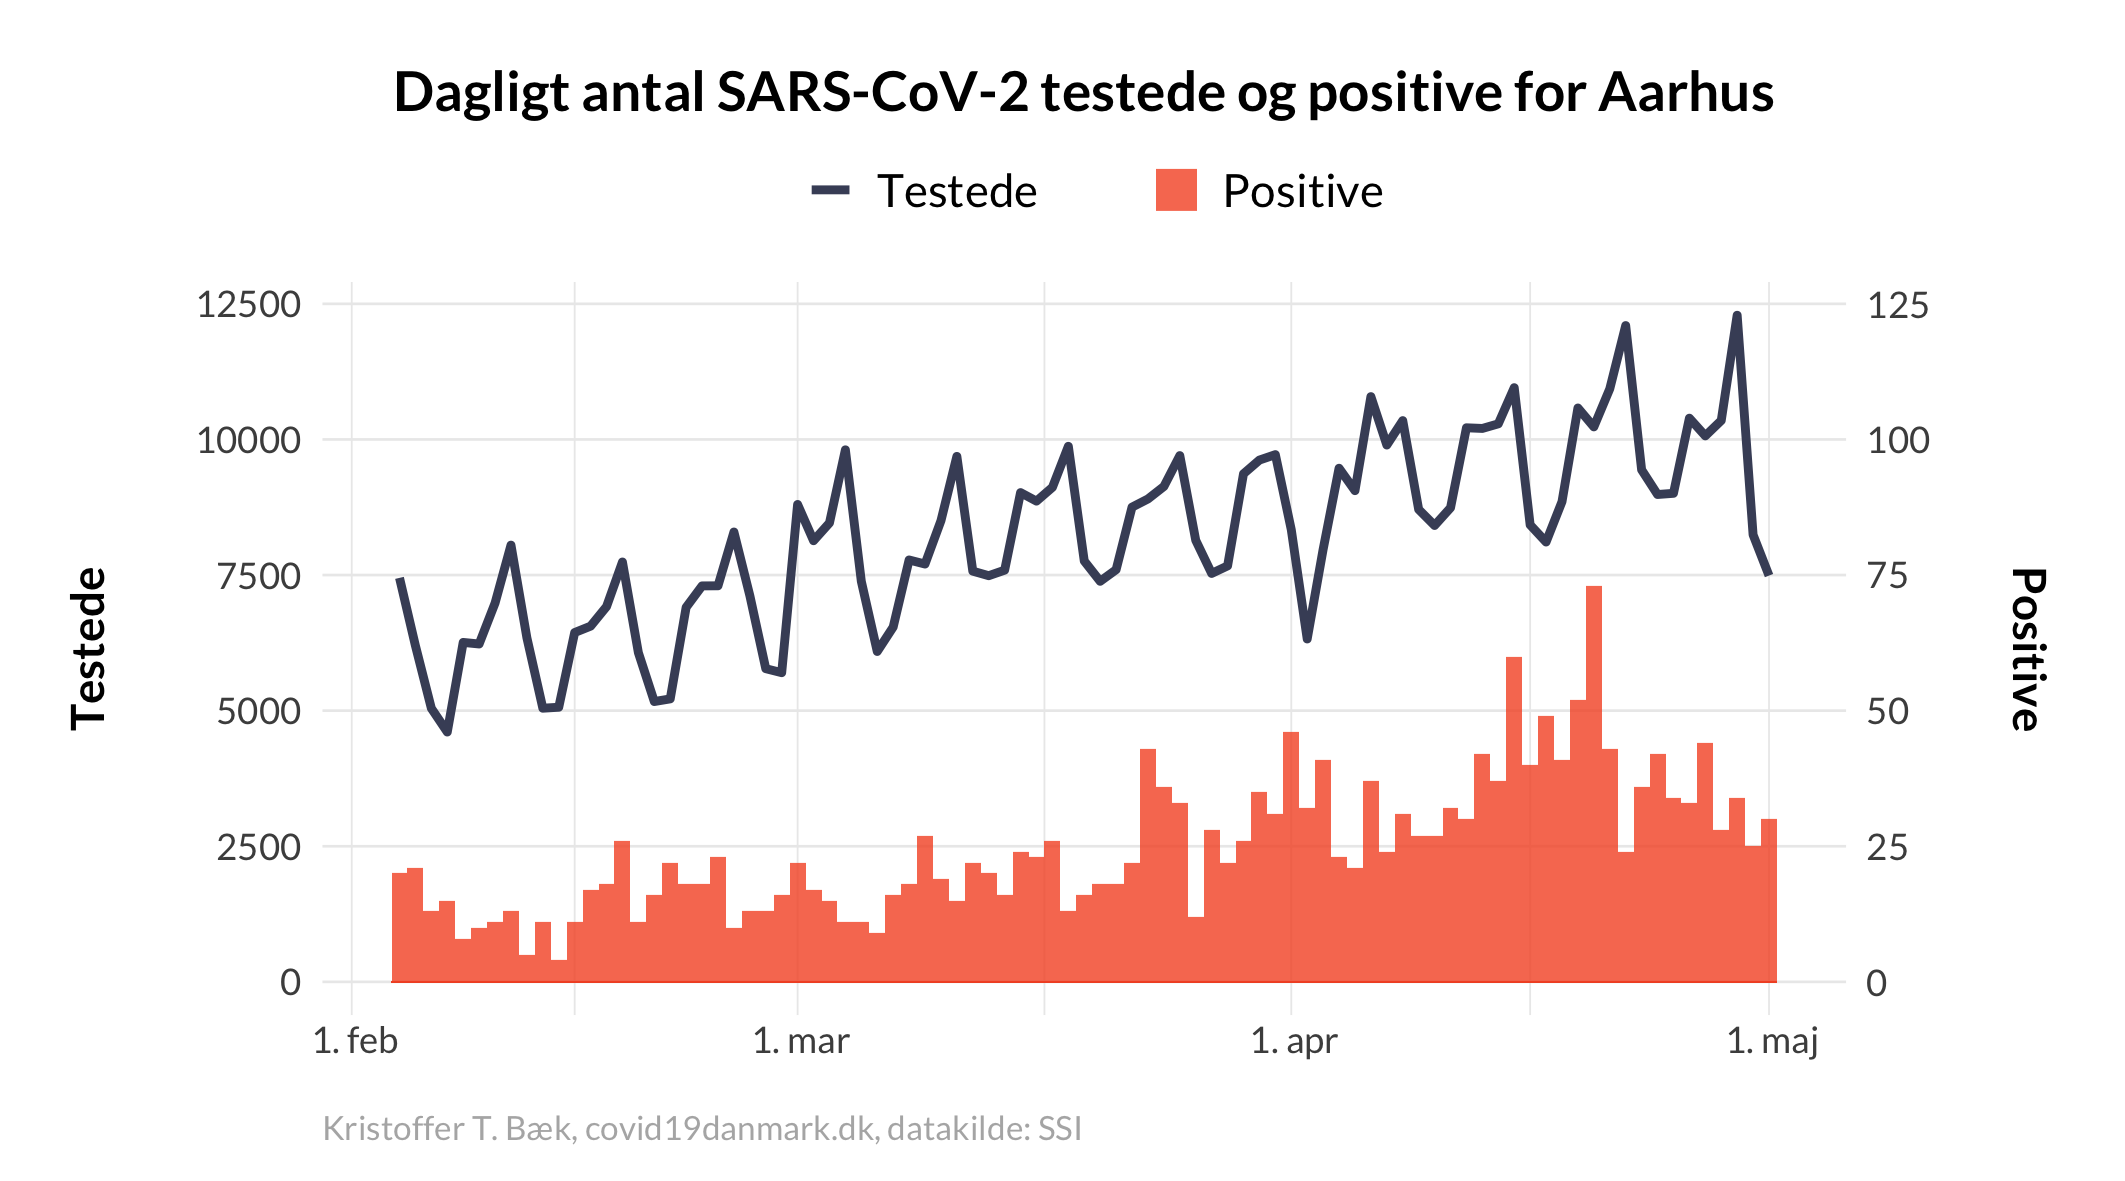 Dagligt antal SARS-CoV-2 testede og positive for Aarhus
Testede
Positive
12500
10000
7500
5000
2500
0
125
100
75
50
25
0
Testede
Positive
1. feb
1. mar
1. apr
1. maj
Kristoffer T. Bæk, covid19danmark.dk, datakilde: SSI